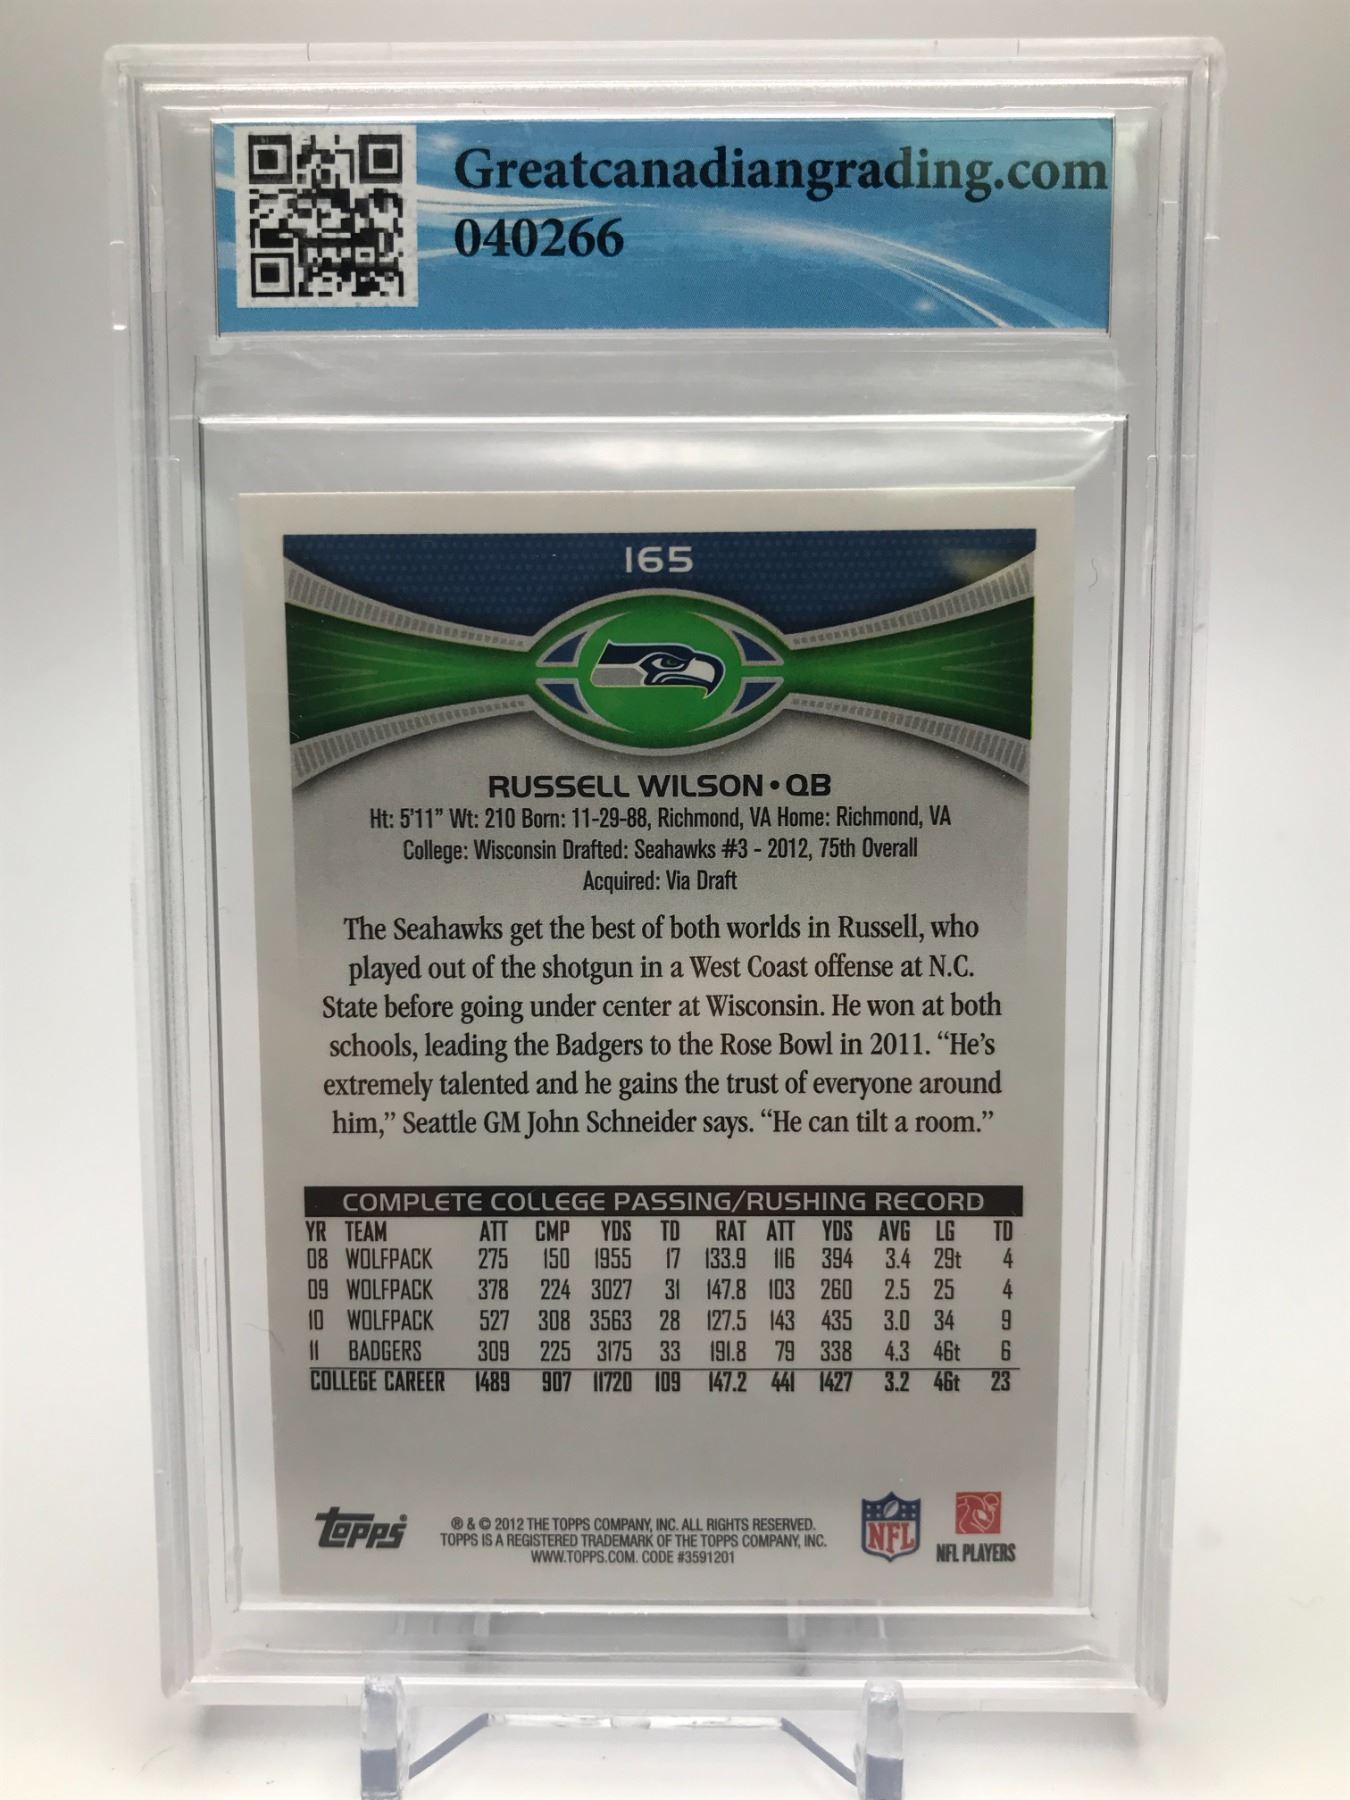 Greatcanadiangrading.com
040266
165
RUSSELL WILSON • QB
Ht: 5'11" Wt: 210 Born: 11-29-88, Richmond, VA Home: Richmond, VA
College: Wisconsin Drafted: Seahawks #3 - 2012, 75th Overall
Acquired: Via Draft
The Seahawks get the best of both worlds in Russell, who
played out of the shotgun in a West Coast offense at N.C.
State before going under center at Wisconsin. He won at both
schools, leading the Badgers to the Rose Bowl in 2011. “He’s
extremely talented and he gains the trust of everyone around
him,” Seattle GM John Schneider says. “He can tilt a room.”
COMPLETE COLLEGE PASSING/RUSHING RECORD
YR TEAM ATT CMP YDS TD RAT ATT YDS AVG LG TD
08 WOLFPACK 275 150 1955 17 133.9 116 394 3.4 29t 4
09 WOLFPACK 378 224 3027 31 147.8 103 260 2.5 25 4
10 WOLFPACK 527 308 3563 28 127.5 143 435 3.0 34 9
11 BADGERS 309 225 3175 33 191.8 79 338 4.3 46t 6
COLLEGE CAREER 1489 907 11720 109 147.2 441 1427 3.2 46t 23
Topps
® & © 2012 THE TOPPS COMPANY, INC. ALL RIGHTS RESERVED.
TOPPS IS A REGISTERED TRADEMARK OF THE TOPPS COMPANY, INC.
WWW.TOPPS.COM. CODE #3591201
NFL
NFL PLAYERS